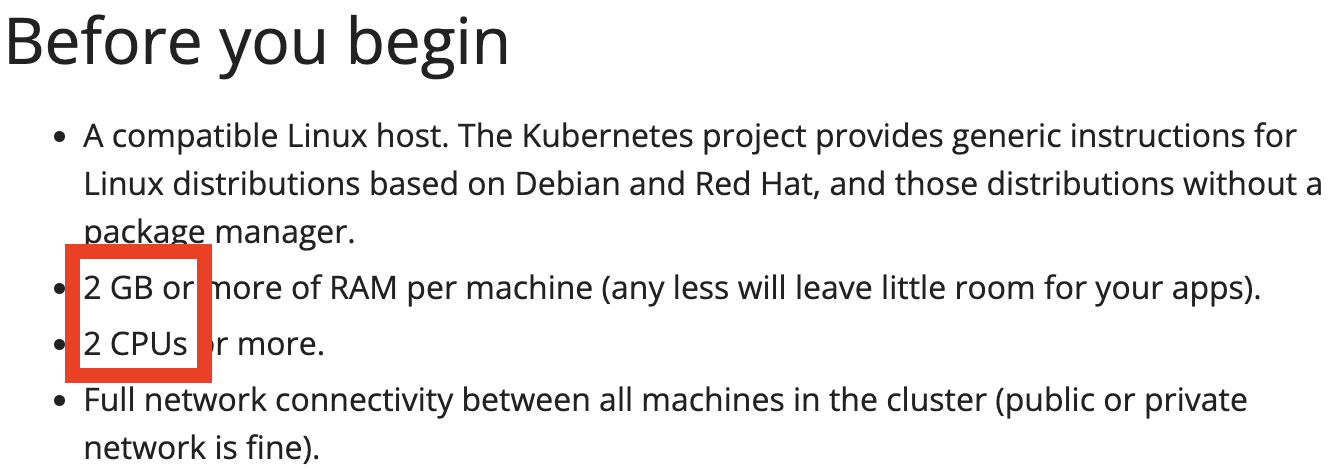 Before you begin
• A compatible Linux host. The Kubernetes project provides generic instructions for
Linux distributions based on Debian and Red Hat, and those distributions without a
package manager.
• 2 GB or more of RAM per machine (any less will leave little room for your apps).
• 2 CPUs or more.
• Full network connectivity between all machines in the cluster (public or private
network is fine).